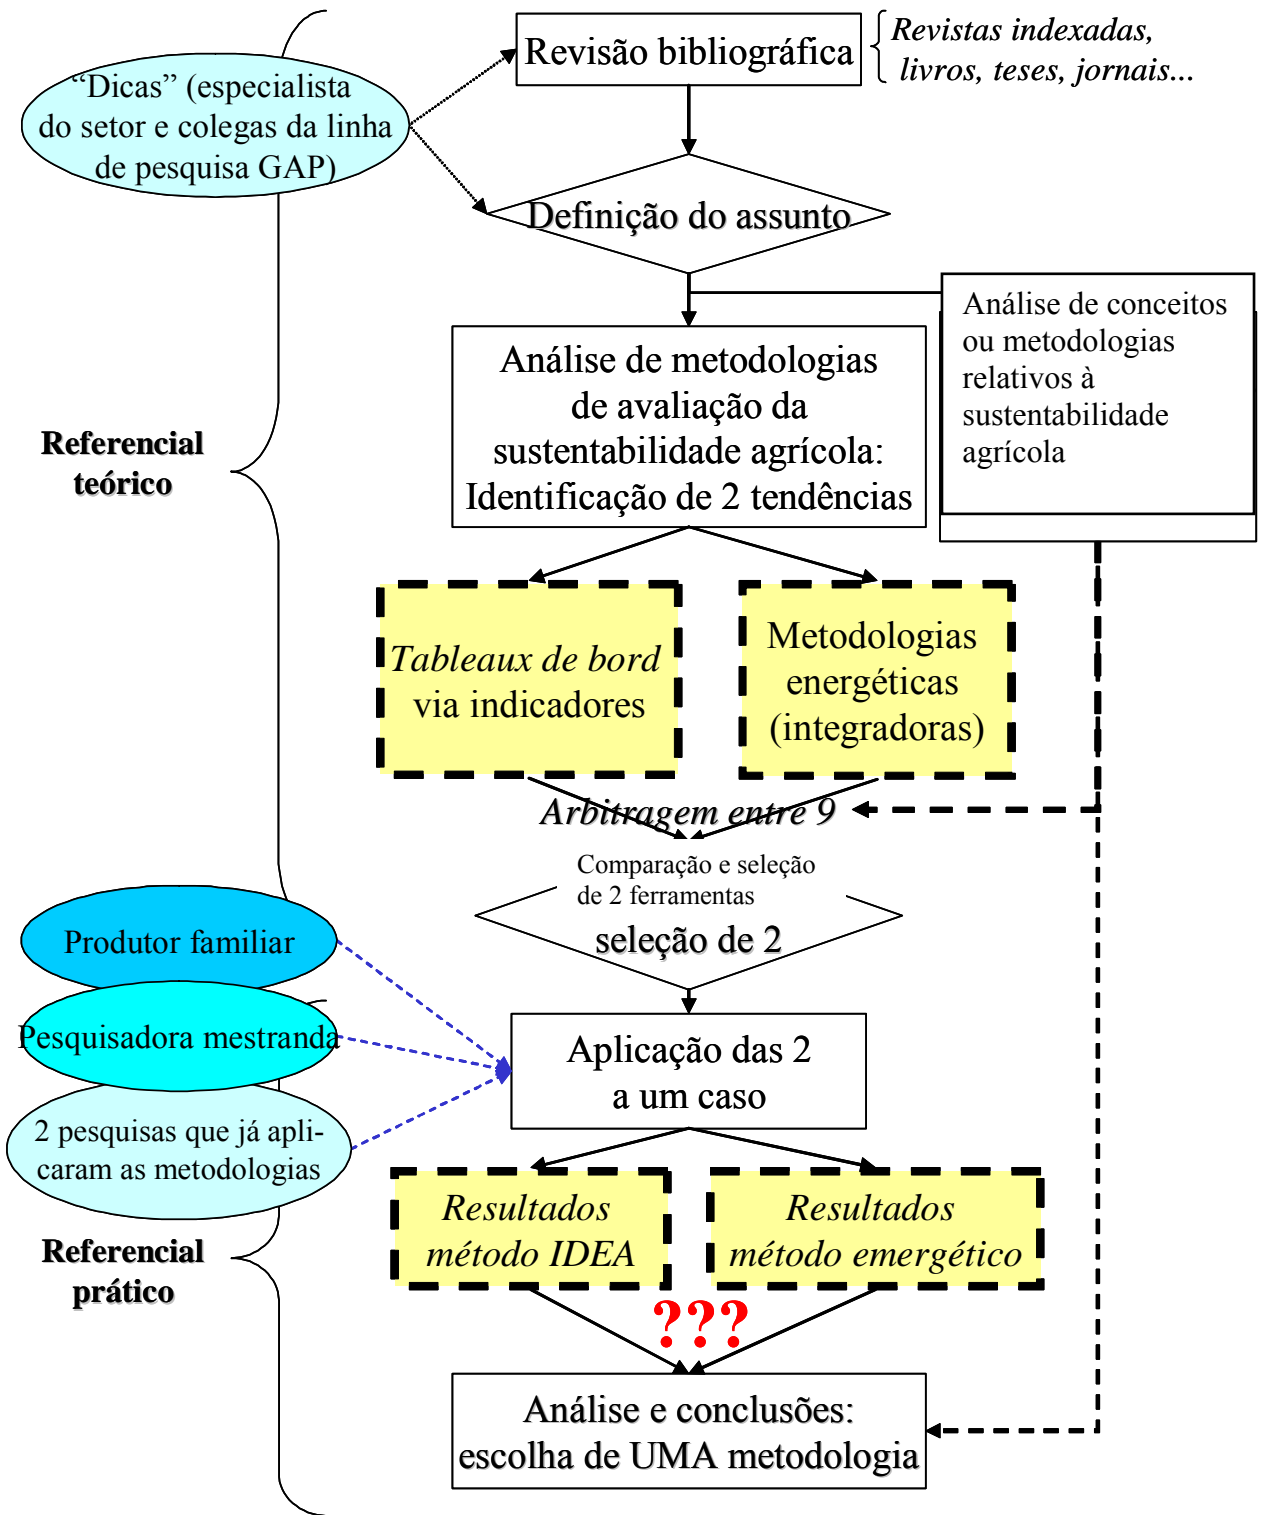 Revisão bibliográfica
Revistas indexadas,
livros, teses, jornais...
“Dicas” (especialista
do setor e colegas da linha
de pesquisa GAP)
Definição do assunto
Análise de conceitos
ou metodologias
relativos à
sustentabilidade
agrícola
Análise de metodologias
de avaliação da
sustentabilidade agrícola:
Identificação de 2 tendências
Referencial
teórico
Tableaux de bord
via indicadores
Metodologias
energéticas
(integradoras)
Arbitragem entre 9
Comparação e seleção
de 2 ferramentas
seleção de 2
Produtor familiar
Pesquisadora mestranda
2 pesquisas que já apli-
caram as metodologias
Aplicação das 2
a um caso
Resultados
método IDEA
Resultados
método emergético
Referencial
prático
???
Análise e conclusões:
escolha de UMA metodologia